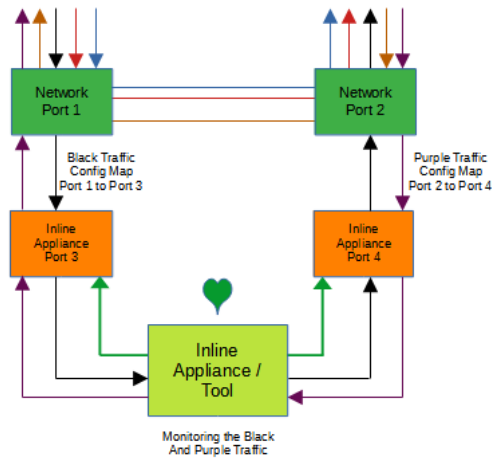 Network
Port 1
Network
Port 2
Black Traffic
Config Map
Port 1 to Port 3
Purple Traffic
Config Map
Port 2 to Port 4
Inline
Appliance
Port 3
Inline
Appliance
Port 4
Inline
Appliance /
Tool
Monitoring the Black
And Purple Traffic